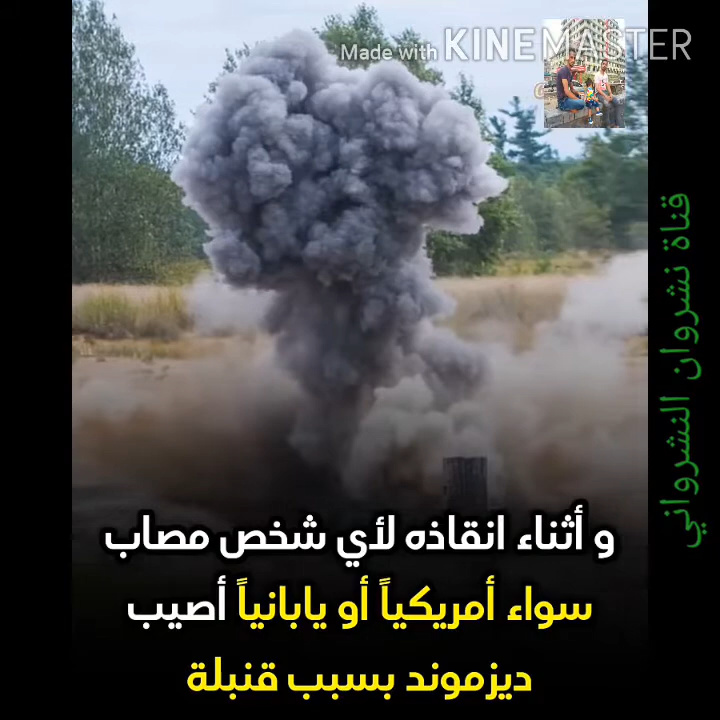 Made with KINEMASTER
قناة نشروان النشرواني
و أثناء انقاذه لأي شخص مصاب
سواء أمريكياً أو يابانياً أصيب
ديزموند بسبب قنبلة